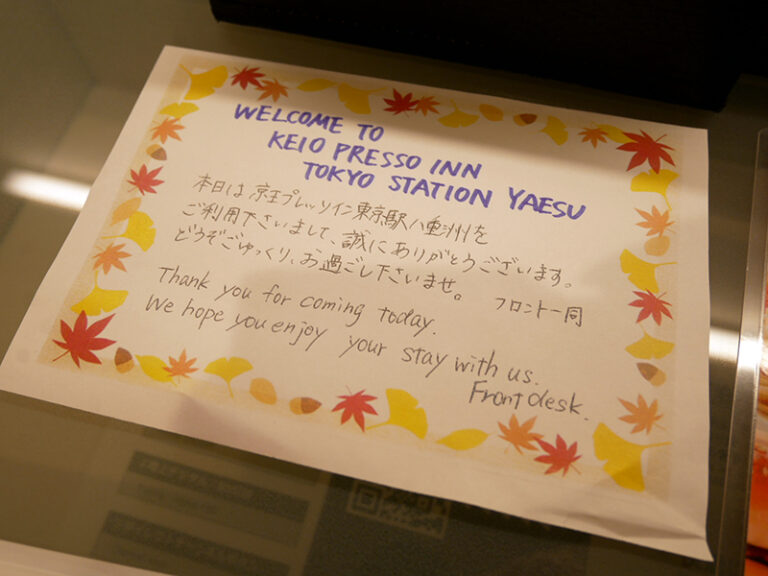 WELCOME TO
KEIO PRESSO INN
TOKYO STATION YAESU
本日は京王プレッソイン東京駅八重洲を
ご利用下さいまして、誠にありがとうございます。
どうぞごゆっくり、お過ごし下さいませ。
フロント一同
Thank you for coming today.
We hope you enjoy your stay with us.
Front desk.